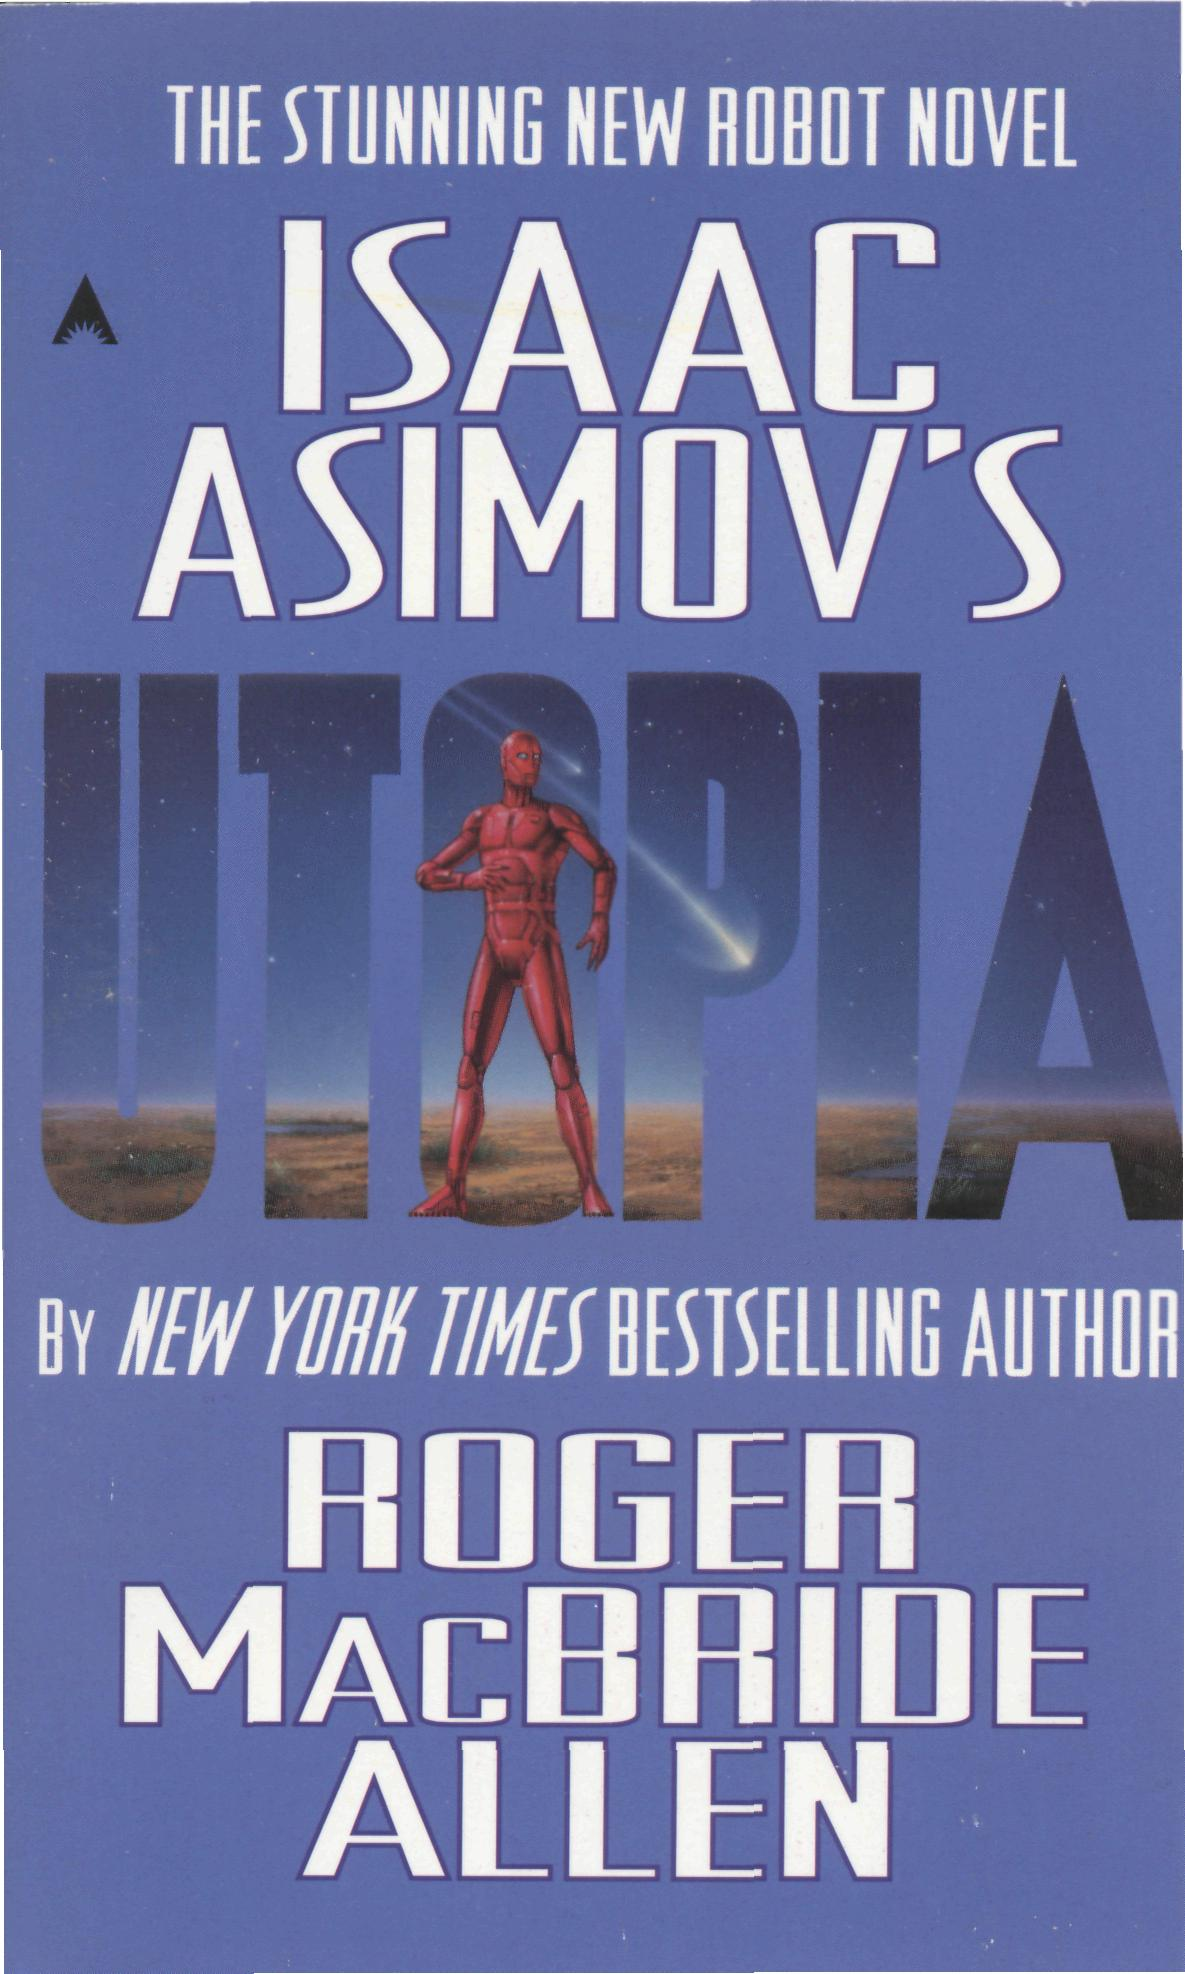 THE STUNNING NEW ROBOT NOVEL
ISAAC
ASIMOV'S
UTOPIA
BY NEW YORK TIMES BESTSELLING AUTHOR
ROGER
MACBRIDE
ALLEN